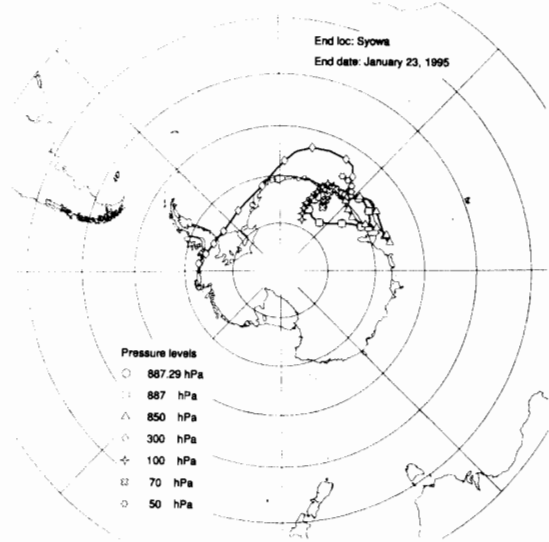 End loc: Syowa
End date: January 23, 1995
Pressure levels
887.29 hPa
887 hPa
850 hPa
300 hPa
100 hPa
70 hPa
50 hPa